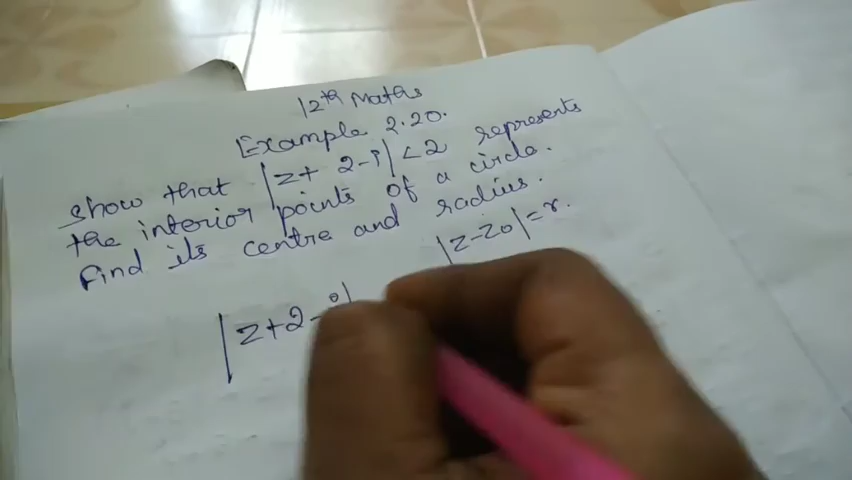 12th Maths
Example 2.20.
Show that |z+ 2-i| <2 represents
the interior points of a circle.
Find its centre and radius.
|z-z0|=r.
|z+2-i|